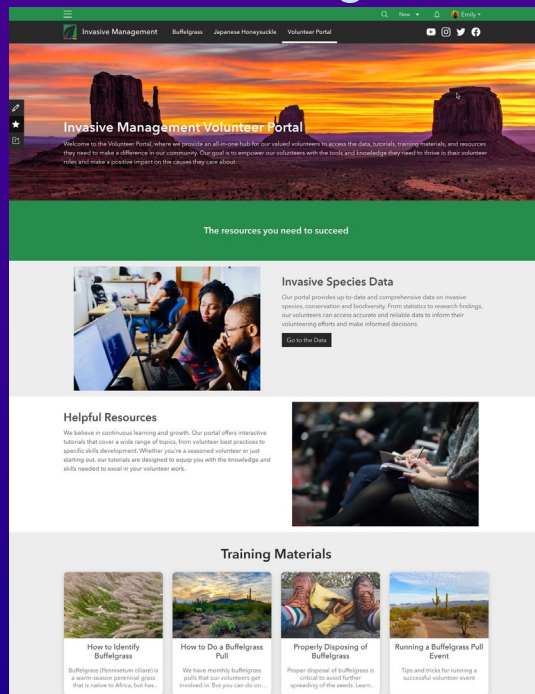 New
Emily
Invasive Management
Buffelgrass
Japanese Honeysuckle
Volunteer Portal
Invasive Management Volunteer Portal
Welcome to the Volunteer Portal, where we provide an all-in-one hub for our valued volunteers to access the data, tutorials, training materials, and resources
they need to make a difference in our community. Our goal is to empower our volunteers with the tools and knowledge they need to thrive in their volunteer
roles and make a positive impact on the causes they care about.
The resources you need to succeed
Invasive Species Data
Our portal provides up-to-date and comprehensive data on invasive
species, conservation and biodiversity. From statistics to research findings,
our volunteers can access accurate and reliable data to inform their
volunteering efforts and make informed decisions.
Go to the Data
Helpful Resources
We believe in continuous learning and growth. Our portal offers interactive
tutorials that cover a wide range of topics, from volunteer best practices to
specific skills development. Whether you're a seasoned volunteer or just
starting out, our tutorials are designed to equip you with the knowledge and
skills needed to excel in your volunteer work.
Training Materials
How to Identify
Buffelgrass
Buffelgrass (Pennisetum ciliare) is
a warm-season perennial grass
that is native to Africa, but has...
How to Do a Buffelgrass
Pull
We have monthly buffelgrass
pulls that our volunteers get
involved in. But you can do on...
Properly Disposing of
Buffelgrass
Proper disposal of buffelgrass is
critical to avoid further
spreading of the seeds. Learn...
Running a Buffelgrass Pull
Event
Tips and tricks for running a
successful volunteer event